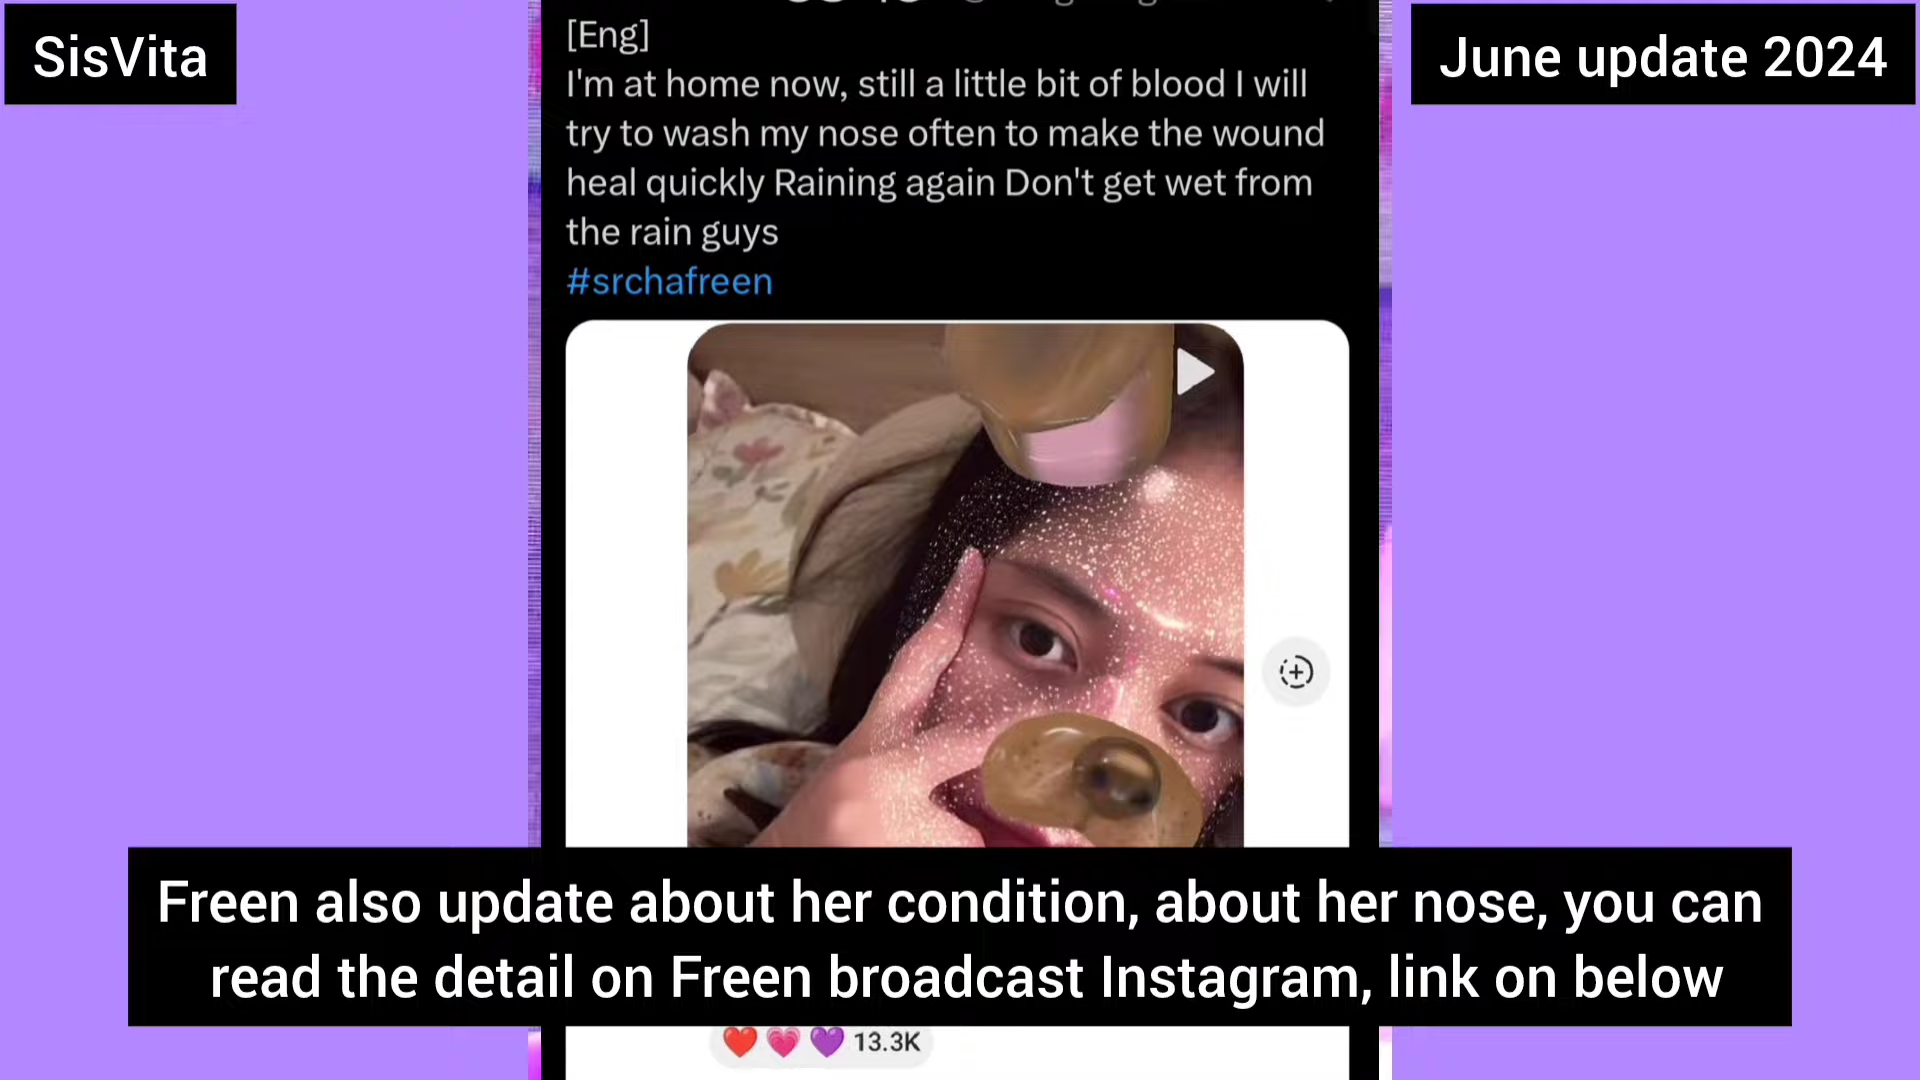 SisVita
June update 2024
[Eng]
I'm at home now, still a little bit of blood I will
try to wash my nose often to make the wound
heal quickly Raining again Don't get wet from
the rain guys
#srchafreen
Freen also update about her condition, about her nose, you can
read the detail on Freen broadcast Instagram, link on below
❤️ 💗 💜 13.3K